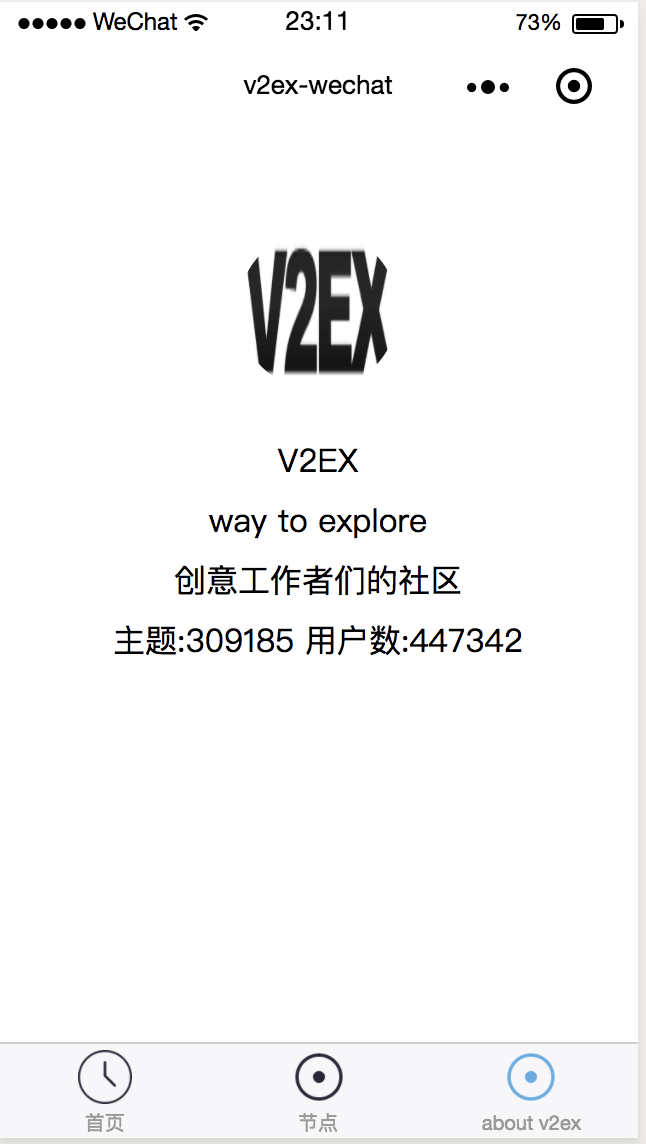 WeChat 23:11 73%
v2ex-wechat
V2EX
V2EX
way to explore
创意工作者们的社区
主题:309185 用户数:447342
首页 节点 about v2ex